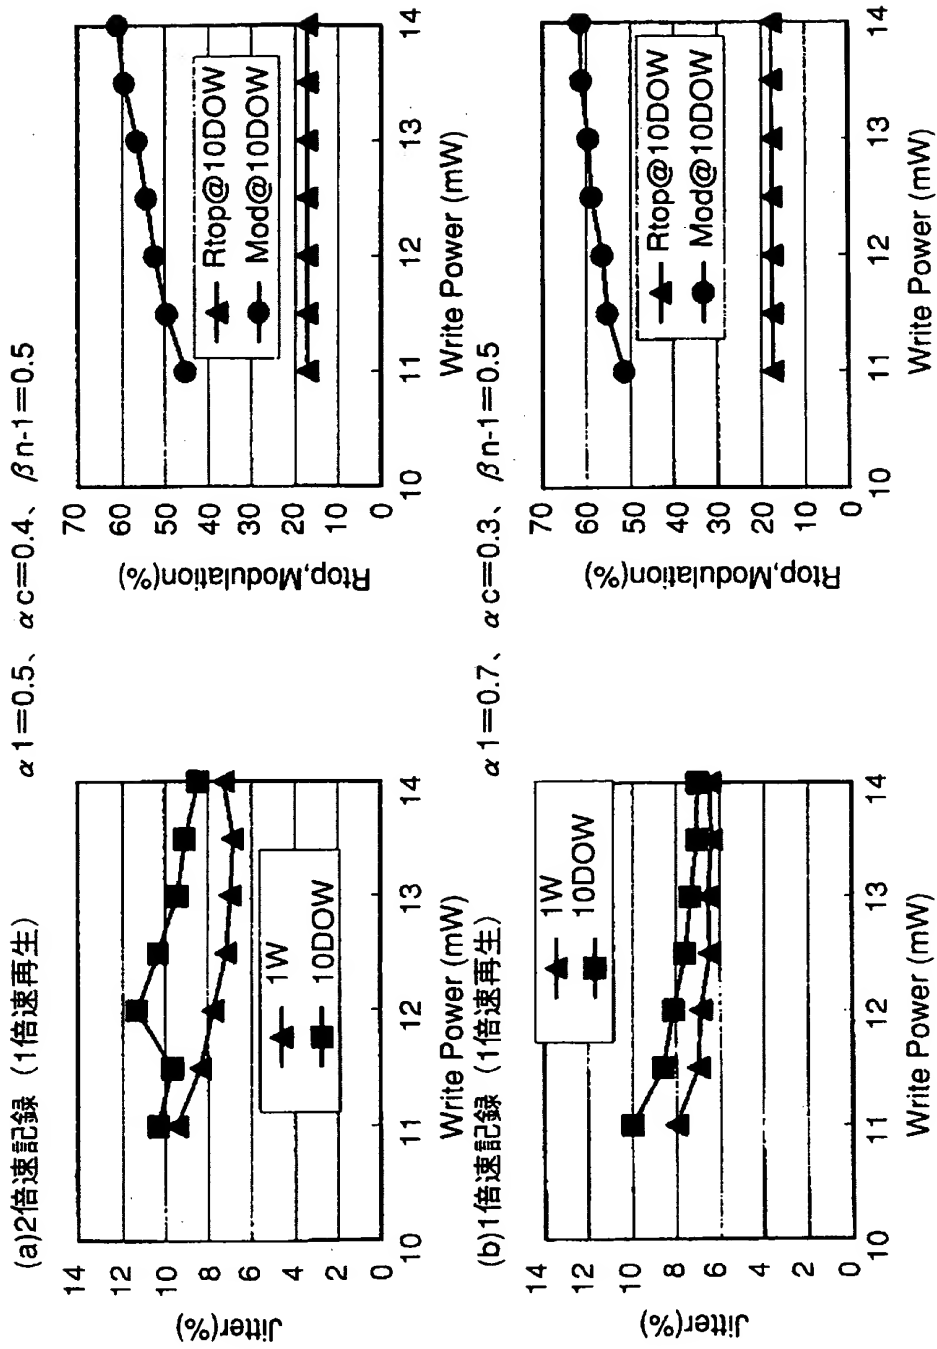 (a)2倍速記録（1倍速再生） α1=0.5、αc=0.4、βn-1=0.5
Jitter(%)
14
12
10
8
6
4
2
0
10
11
12
13
14
Write Power (mW)
1W
10DOW
Rtop,Modulation(%)
70
60
50
40
30
20
10
0
10
11
12
13
14
Write Power (mW)
Rtop@10DOW
Mod@10DOW
(b)1倍速記録（1倍速再生） α1=0.7、αc=0.3、βn-1=0.5
Jitter(%)
14
12
10
8
6
4
2
0
10
11
12
13
14
Write Power (mW)
1W
10DOW
Rtop,Modulation(%)
70
60
50
40
30
20
10
0
10
11
12
13
14
Write Power (mW)
Rtop@10DOW
Mod@10DOW